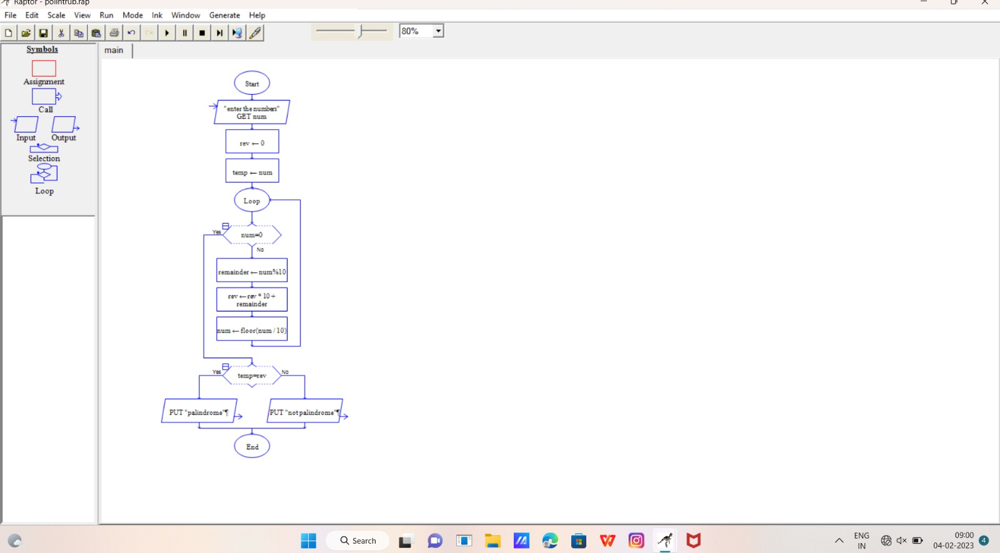 Raptor - polintrub.rap
File Edit Scale View Run Mode Ink Window Generate Help
80%
Symbols
Assignment
Call
Input Output
Selection
Loop
main
Start
"enter the numbers"
GET num
rev ← 0
temp ← num
Loop
Yes
num=0
No
remainder ← num%10
rev ← rev * 10 +
remainder
num ← floor(num / 10)
Yes
temp=rev
No
PUT "palindrome"¶
PUT "not palindrome"¶
End
Search
ENG
IN
09:00
04-02-2023
4